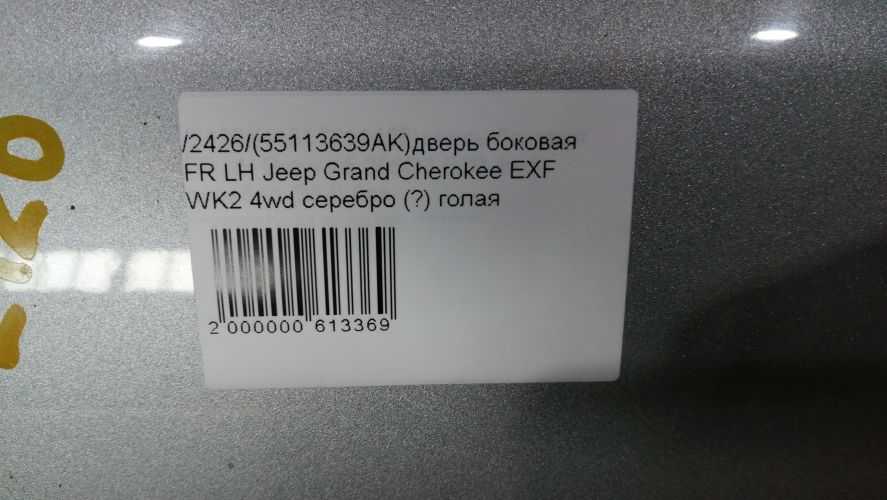 /2426/(55113639AK)дверь боковая
FR LH Jeep Grand Cherokee EXF
WK2 4wd серебро (?) голая
2 000000 613369